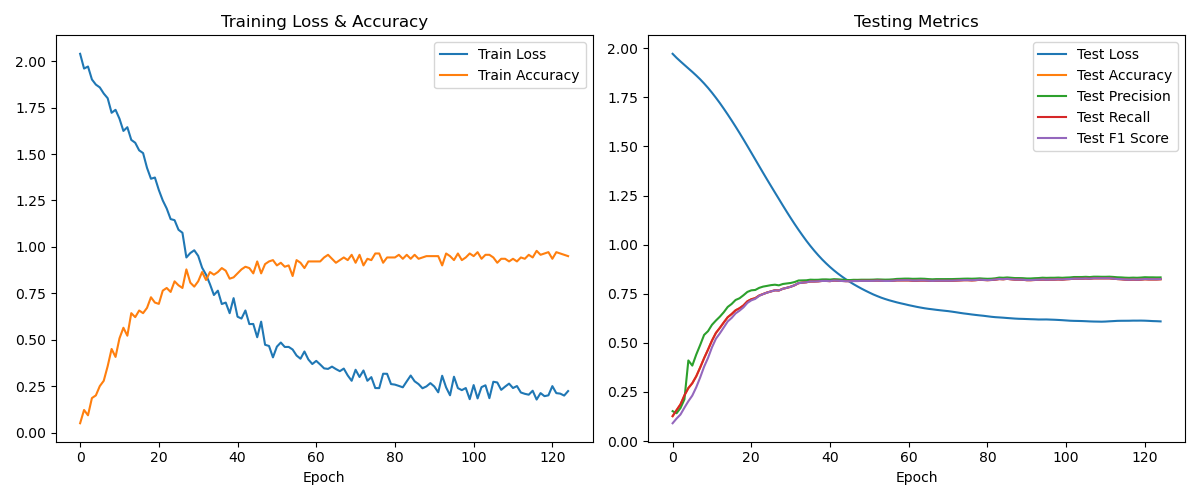 Training Loss & Accuracy
Train Loss
Train Accuracy
2.00
1.75
1.50
1.25
1.00
0.75
0.50
0.25
0.00
0
20
40
60
80
100
120
Epoch
Testing Metrics
Test Loss
Test Accuracy
Test Precision
Test Recall
Test F1 Score
2.00
1.75
1.50
1.25
1.00
0.75
0.50
0.25
0.00
0
20
40
60
80
100
120
Epoch